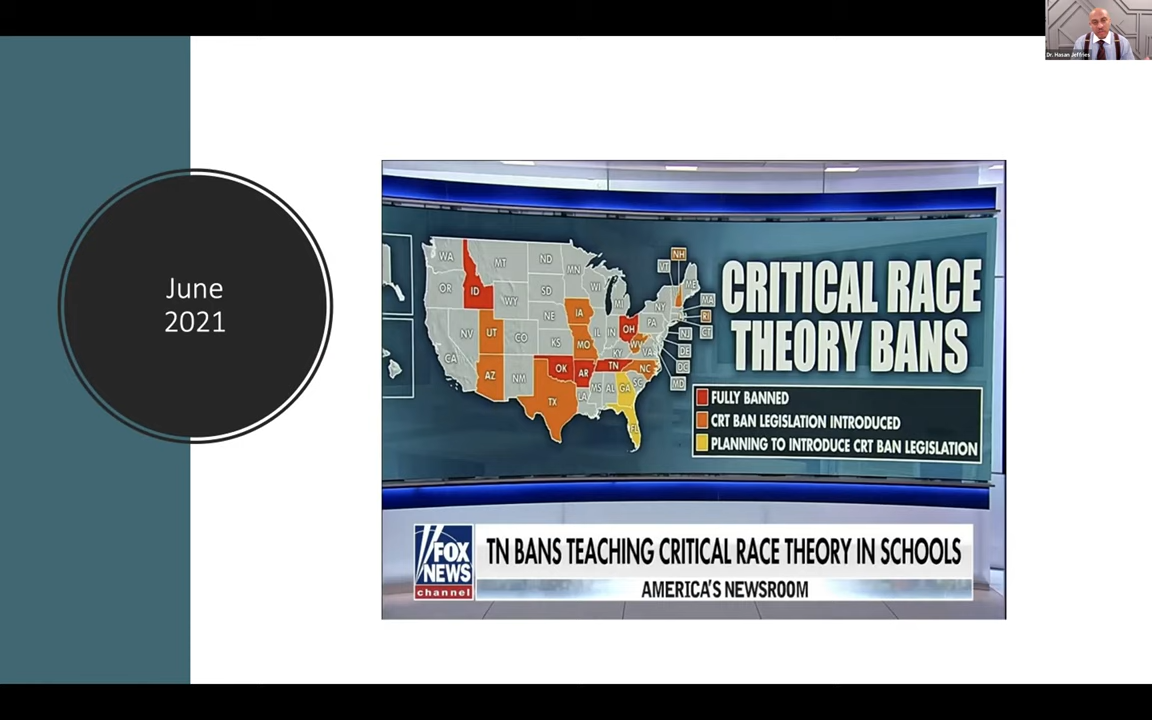 Dr. Hasan Jeffries
June
2021
CRITICAL RACE
THEORY BANS
FULLY BANNED
CRT BAN LEGISLATION INTRODUCED
PLANNING TO INTRODUCE CRT BAN LEGISLATION
WA
MT
ND
MN
OR
ID
WY
SD
WI
MI
NY
VT
NH
ME
MA
RI
CT
NJ
DE
DC
MD
NV
UT
CO
NE
IA
IL
IN
OH
PA
CA
AZ
NM
KS
MO
KY
WV
VA
OK
AR
TN
NC
TX
LA
MS
AL
GA
SC
FL
FOX
NEWS
channel
TN BANS TEACHING CRITICAL RACE THEORY IN SCHOOLS
AMERICA'S NEWSROOM